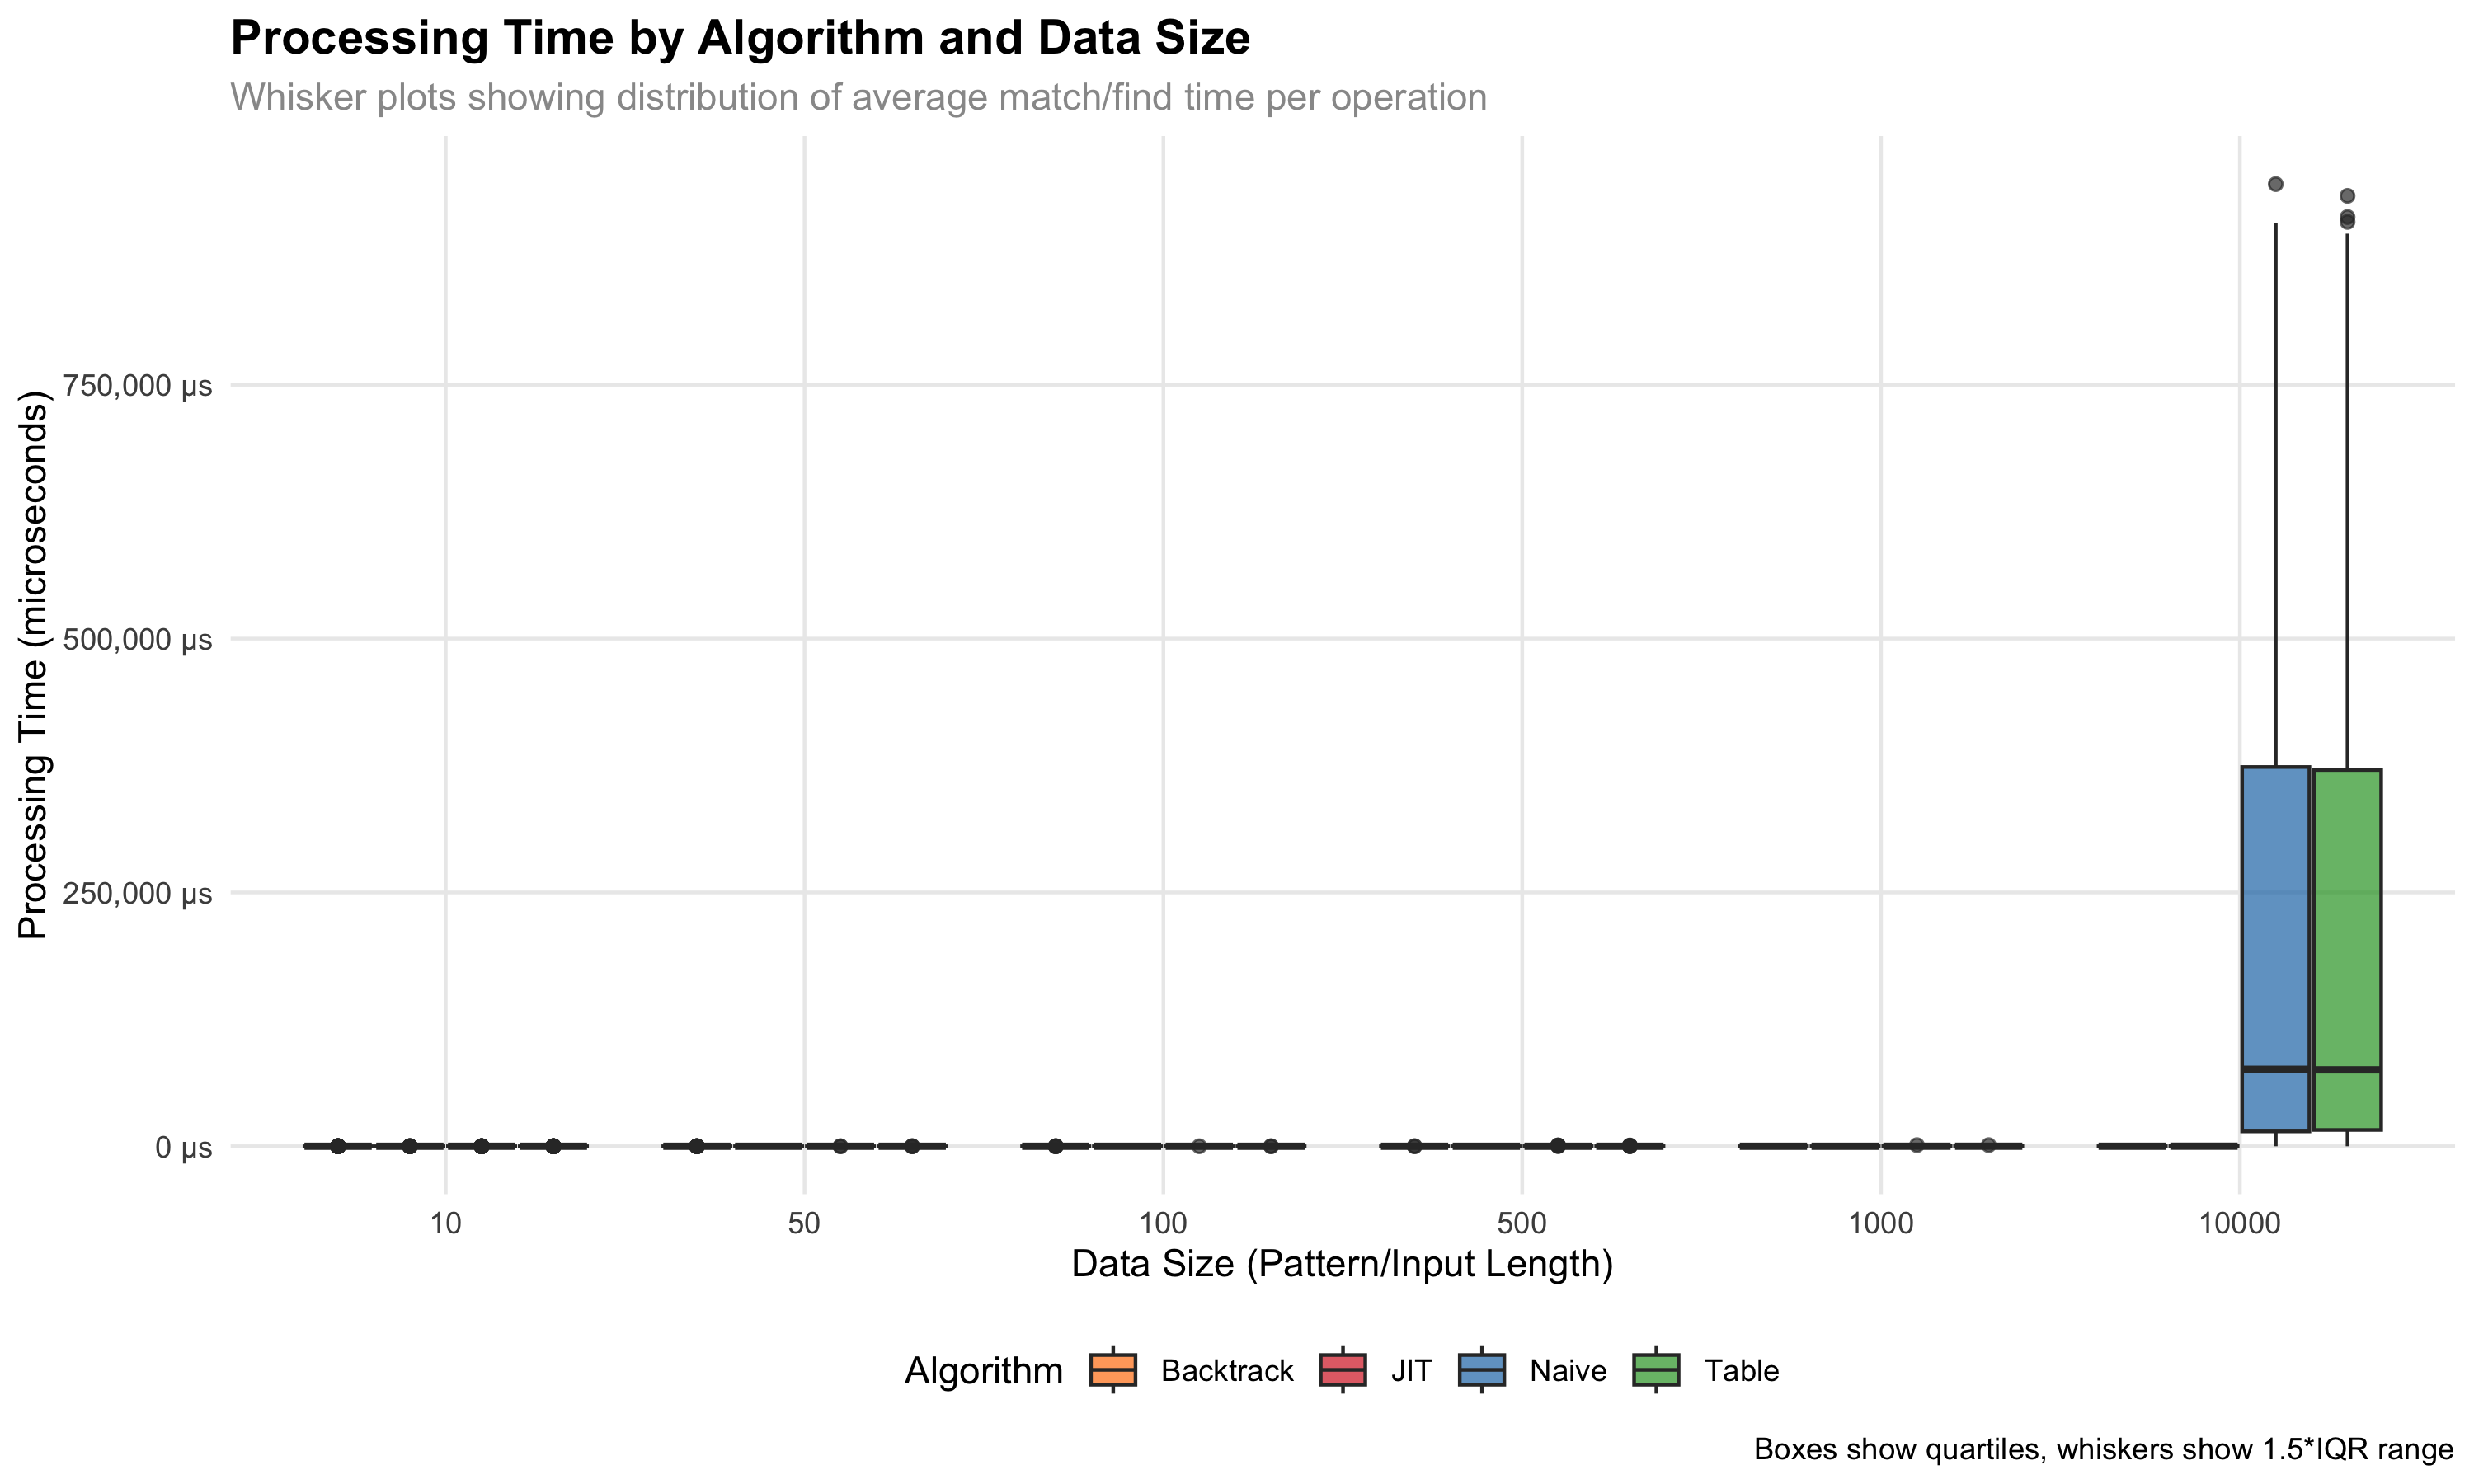 Processing Time by Algorithm and Data Size
Whisker plots showing distribution of average match/find time per operation
Processing Time (microseconds)
750,000 µs
500,000 µs
250,000 µs
0 µs
10 50 100 500 1000 10000
Data Size (Pattern/Input Length)
Algorithm Backtrack JIT Naive Table
Boxes show quartiles, whiskers show 1.5*IQR range